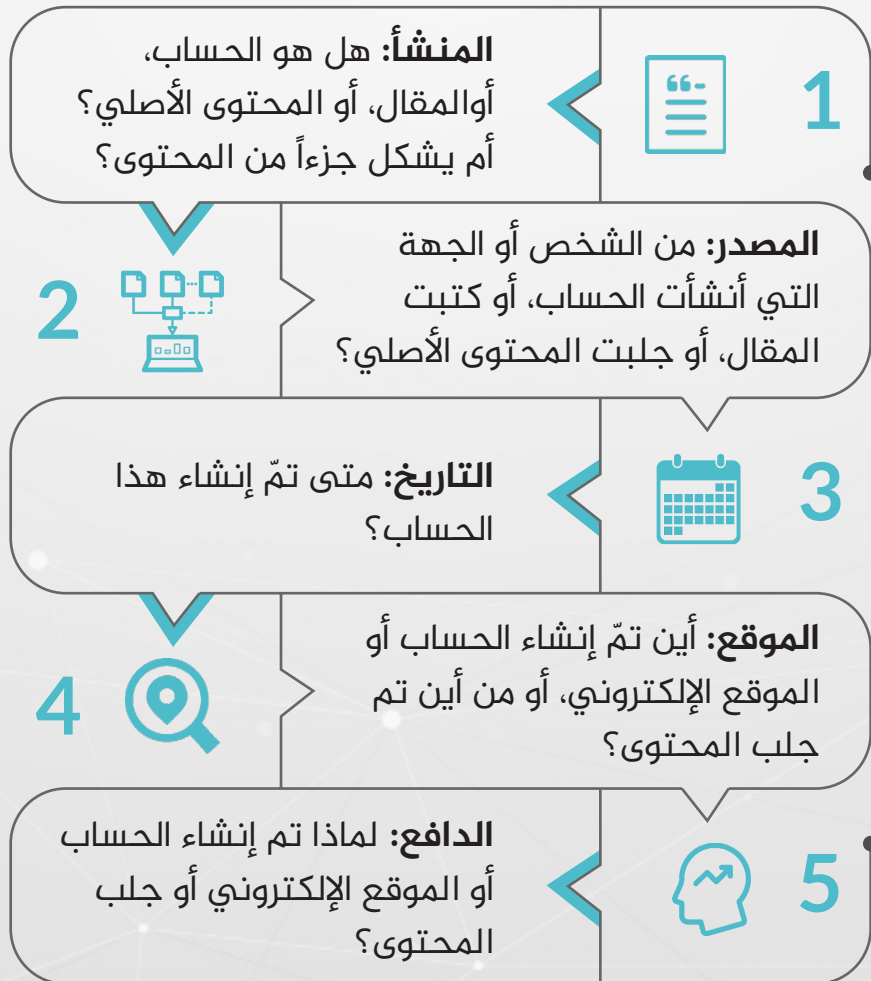 1
المنشأ: هل هو الحساب،
أوالمقال، أو المحتوى الأصلي؟
أم يشكل جزءاً من المحتوى؟
2
المصدر: من الشخص أو الجهة
التي أنشأت الحساب، أو كتبت
المقال، أو جلبت المحتوى الأصلي؟
3
التاريخ: متى تمّ إنشاء هذا
الحساب؟
4
الموقع: أين تمّ إنشاء الحساب أو
الموقع الإلكتروني، أو من أين تم
جلب المحتوى؟
5
الدافع: لماذا تم إنشاء الحساب
أو الموقع الإلكتروني أو جلب
المحتوى؟